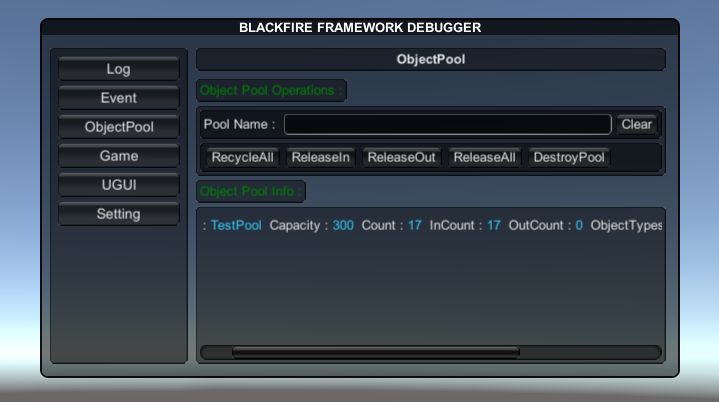 BLACKFIRE FRAMEWORK DEBUGGER
Log
Event
ObjectPool
Game
UGUI
Setting
ObjectPool
Object Pool Operations :
Pool Name : Clear
RecycleAll ReleaseIn ReleaseOut ReleaseAll DestroyPool
Object Pool Info :
: TestPool Capacity : 300 Count : 17 InCount : 17 OutCount : 0 ObjectTypes